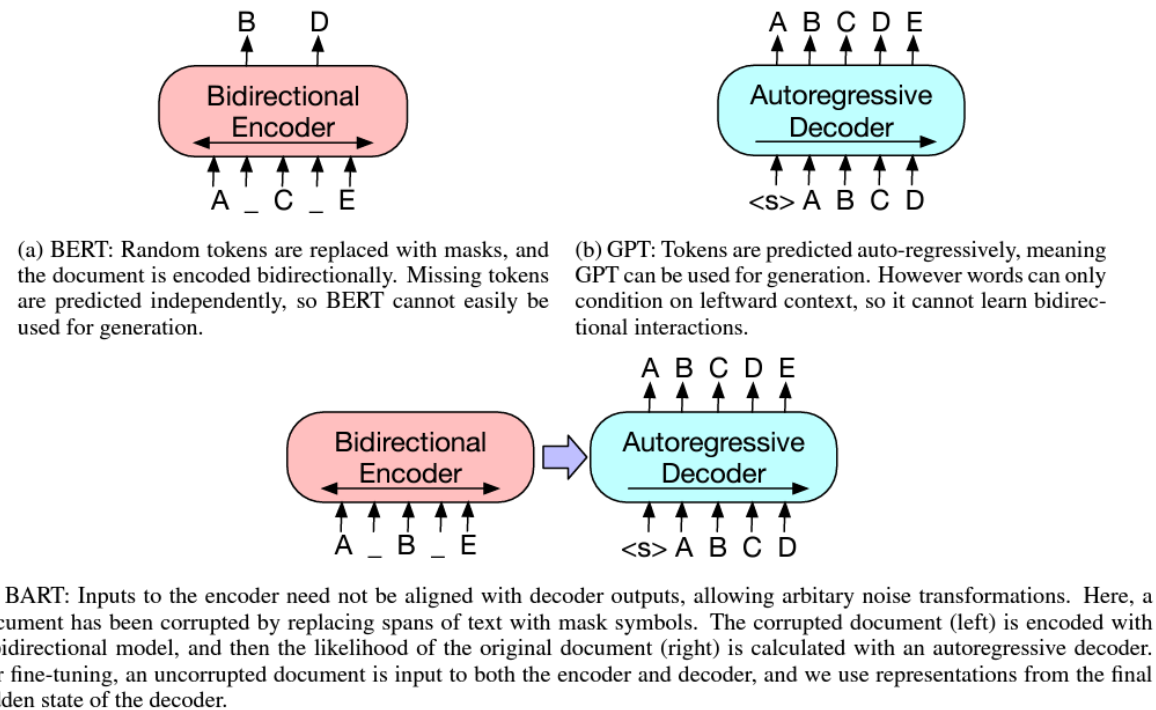 B D
Bidirectional
Encoder
A _ C _ E
(a) BERT: Random tokens are replaced with masks, and
the document is encoded bidirectionally. Missing tokens
are predicted independently, so BERT cannot easily be
used for generation.
A B C D E
Autoregressive
Decoder
<s> A B C D
(b) GPT: Tokens are predicted auto-regressively, meaning
GPT can be used for generation. However words can only
condition on leftward context, so it cannot learn bidirec-
tional interactions.
Bidirectional
Encoder
A _ B _ E
A B C D E
Autoregressive
Decoder
<s> A B C D
BART: Inputs to the encoder need not be aligned with decoder outputs, allowing arbitary noise transformations. Here, a
cument has been corrupted by replacing spans of text with mask symbols. The corrupted document (left) is encoded with
bidirectional model, and then the likelihood of the original document (right) is calculated with an autoregressive decoder.
r fine-tuning, an uncorrupted document is input to both the encoder and decoder, and we use representations from the final
dden state of the decoder.